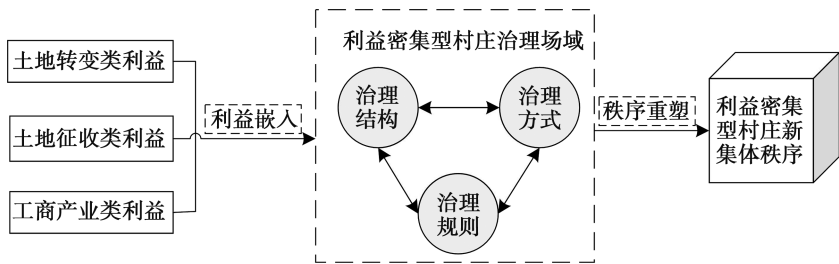 土地转变类利益
土地征收类利益
工商产业类利益
利益嵌入
利益密集型村庄治理场域
治理
结构
治理
方式
治理
规则
秩序重塑
利益密集
型村庄新
集体秩序